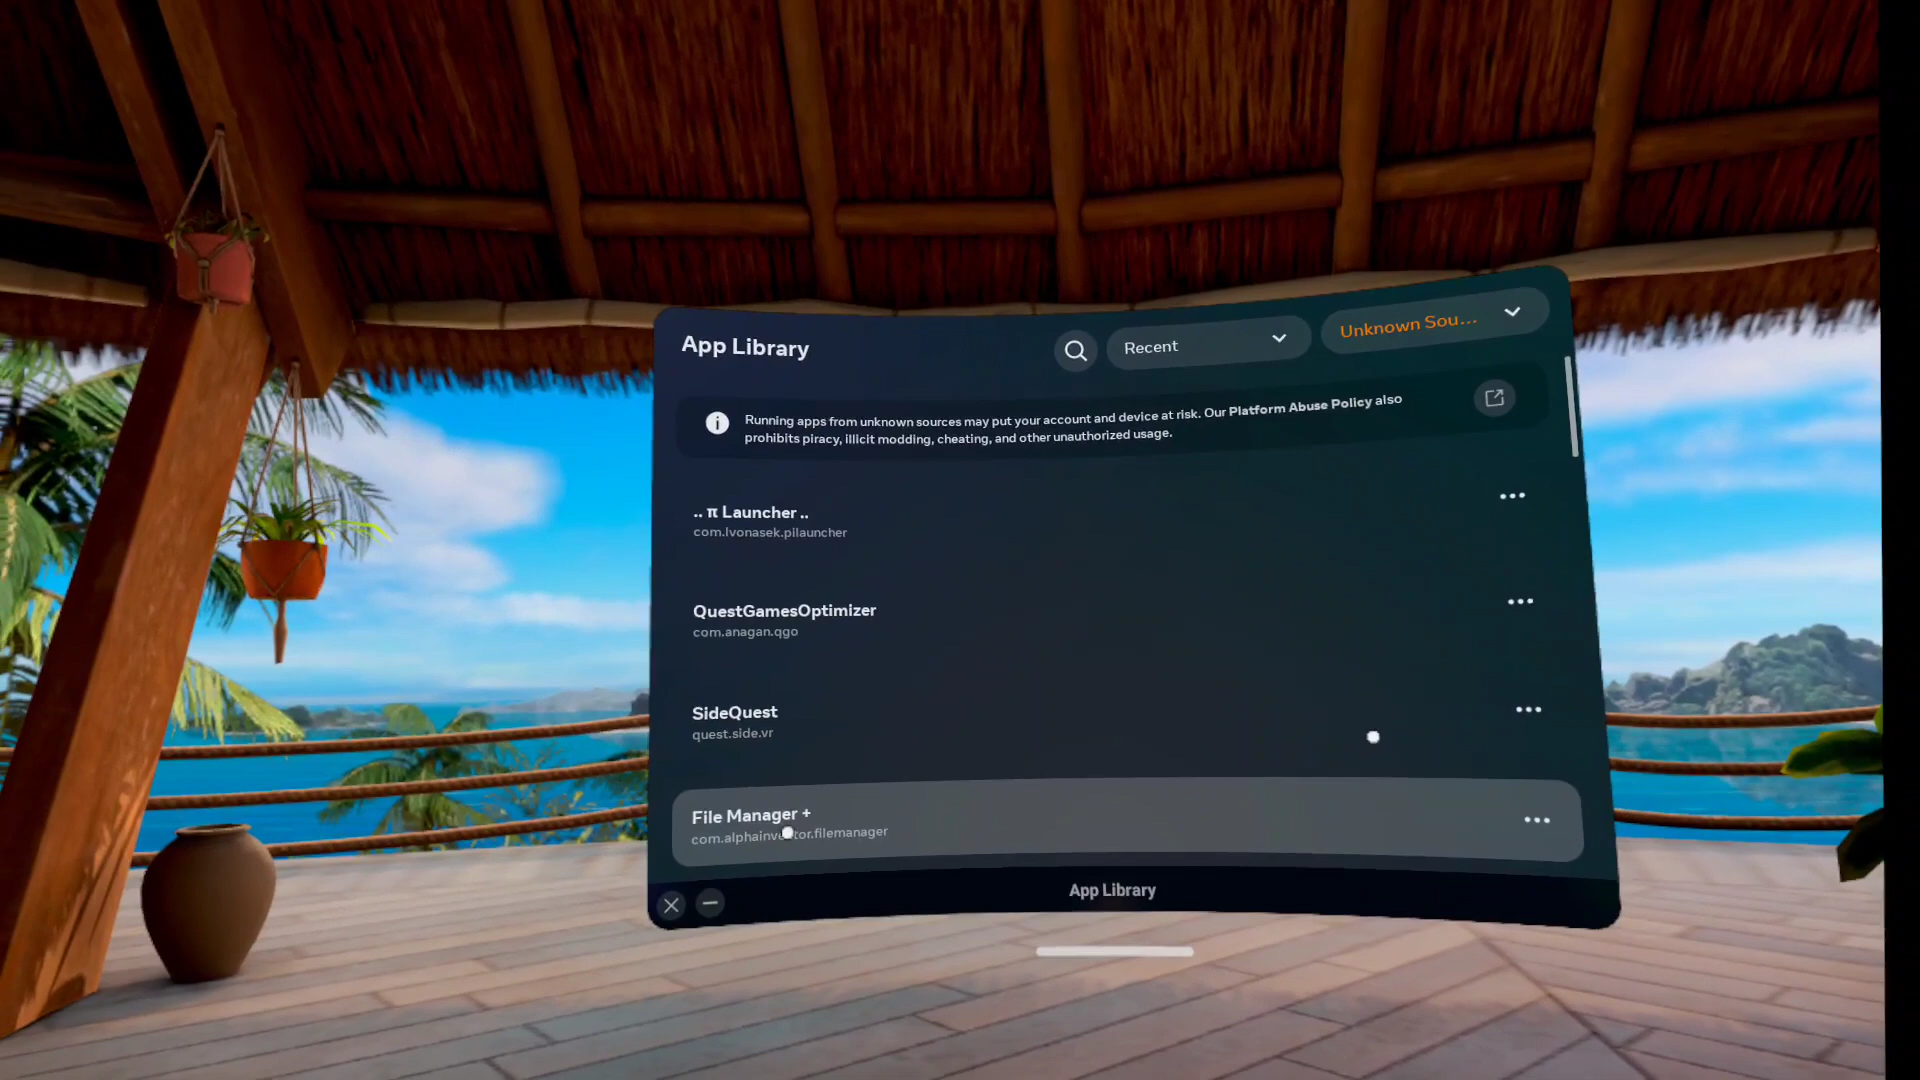 App Library
Recent
Unknown Sou...
Running apps from unknown sources may put your account and device at risk. Our Platform Abuse Policy also
prohibits piracy, illicit modding, cheating, and other unauthorized usage.
.. π Launcher ..
com.lvonasek.pilauncher
QuestGamesOptimizer
com.anagan.qgo
SideQuest
quest.side.vr
File Manager +
com.alphainventor.filemanager
App Library